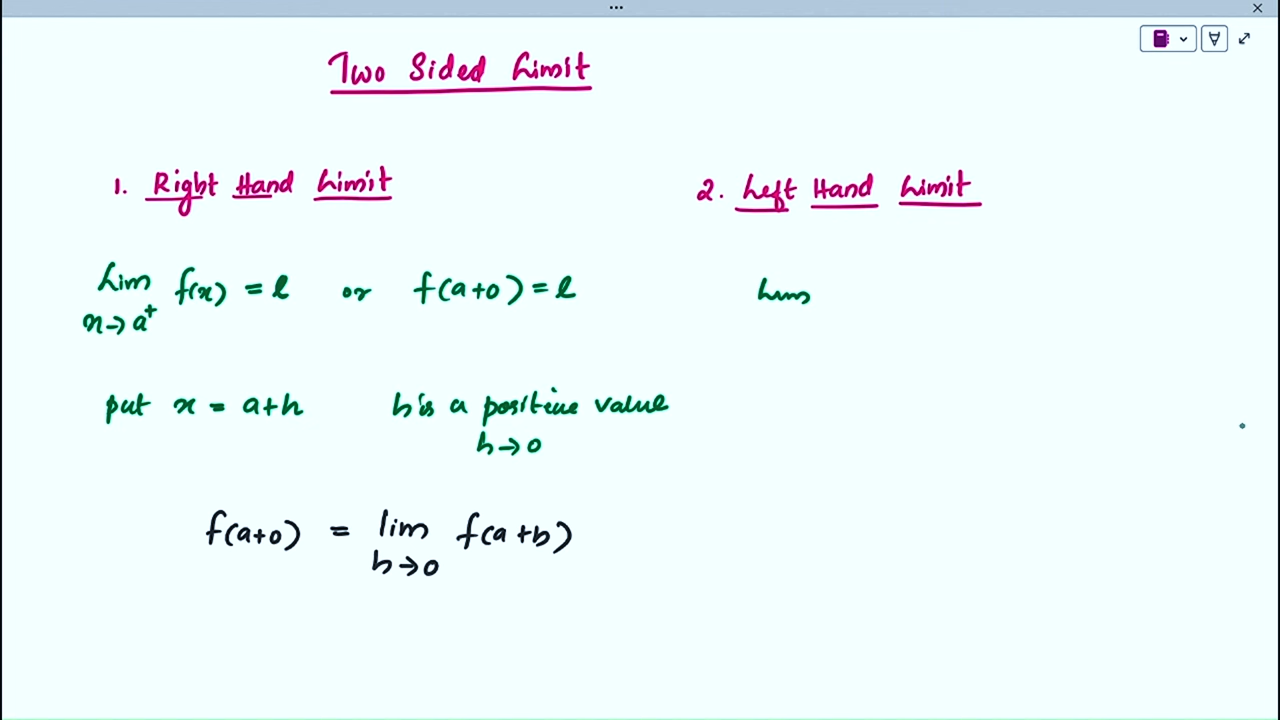 Two Sided Limit
1. Right Hand Limit
2. Left Hand Limit
Lim f(x) = l or f(a+0) = l
x→a⁺
Lim
put x = a+h h is a positive value
h→0
f(a+0) = lim f(a+h)
h→0